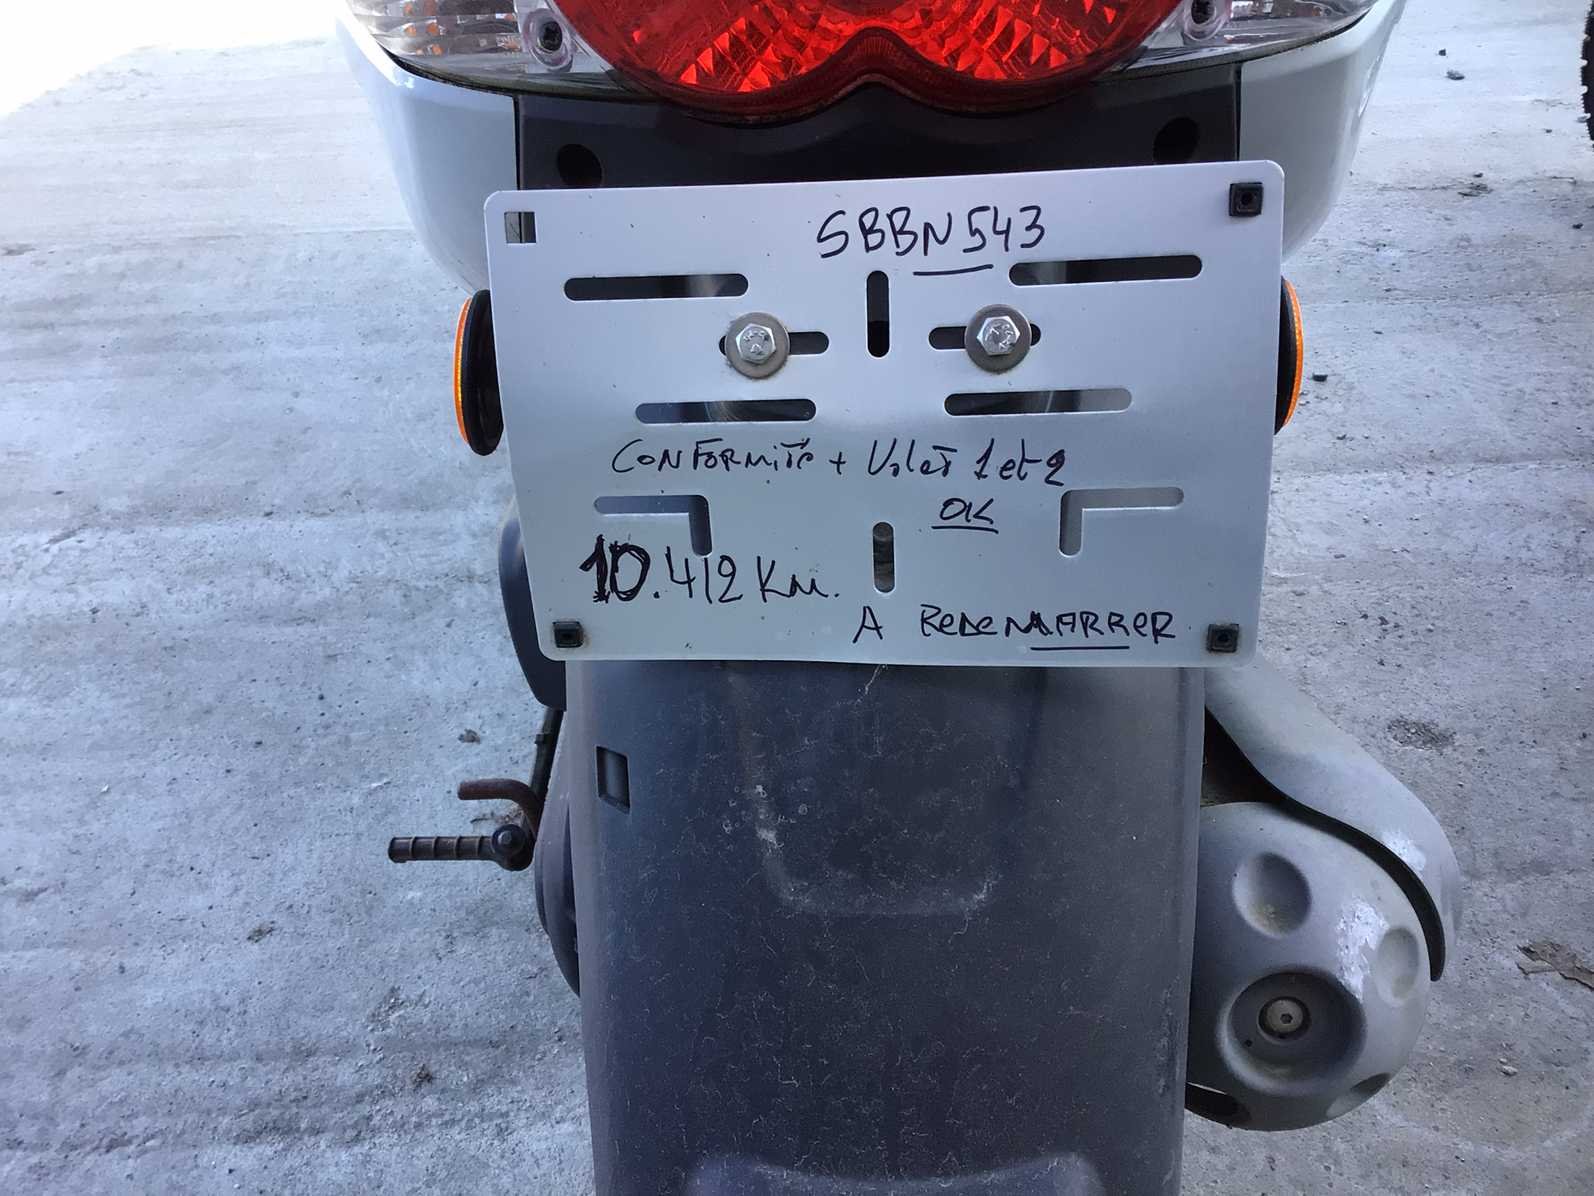 SBBN543
CONFORMITé + Volet 1 et 2
OK
10.412 Km.
A REDEMARRER